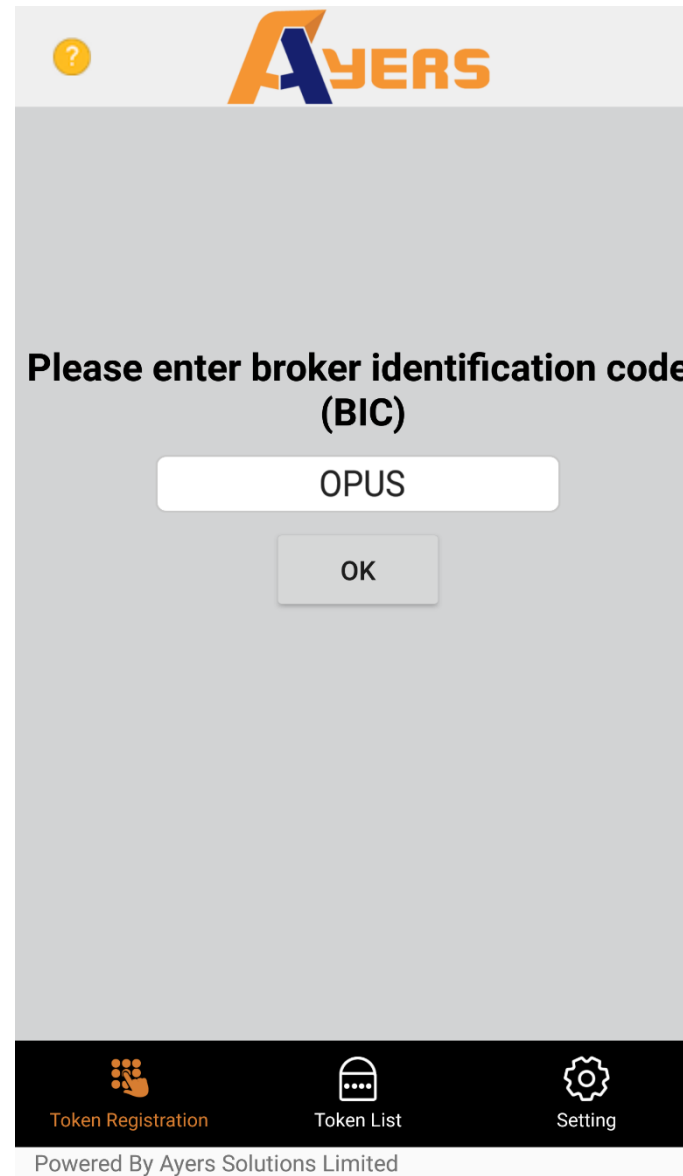 ?
AYERS
Please enter broker identification code
(BIC)
OPUS
OK
Token Registration
Token List
Setting
Powered By Ayers Solutions Limited